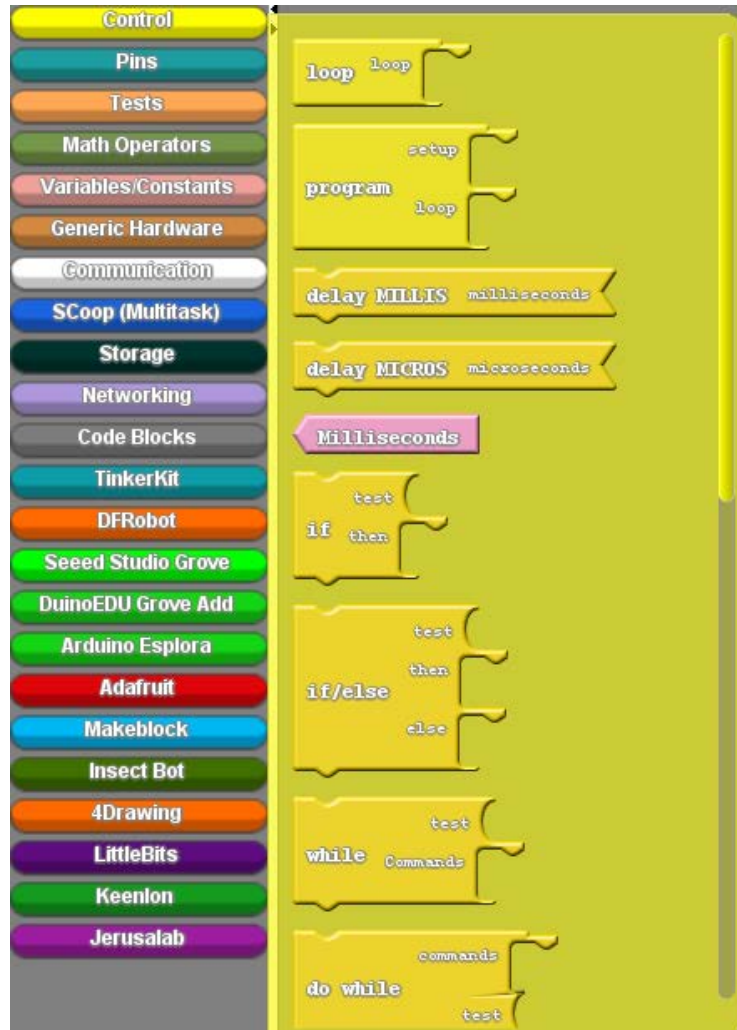 Control
Pins
Tests
Math Operators
Variables/Constants
Generic Hardware
Communication
SCoop (Multitask)
Storage
Networking
Code Blocks
TinkerKit
DFRobot
Seeed Studio Grove
DuinoEDU Grove Add
Arduino Esplora
Adafruit
Makeblock
Insect Bot
4Drawing
LittleBits
Keenlon
Jerusalab
loop loop
setup
program
loop
delay MILLIS milliseconds
delay MICROS microseconds
Milliseconds
test
if then
test
then
if/else
else
test
while Commands
commands
do while
test